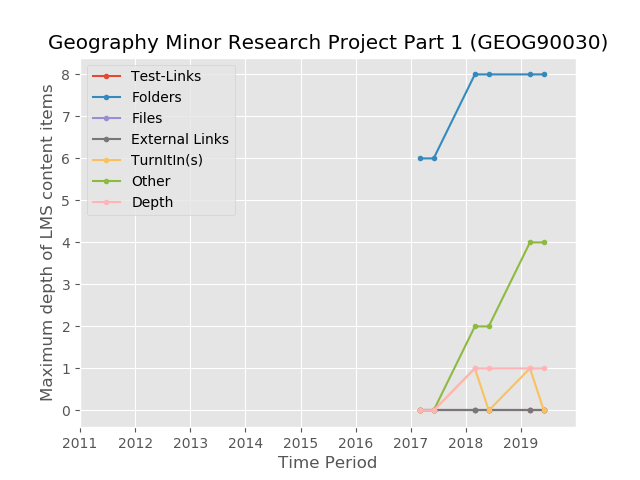 Geography Minor Research Project Part 1 (GEOG90030)
Maximum depth of LMS content items
8
7
6
5
4
3
2
1
0
Test-Links
Folders
Files
External Links
TurnItIn(s)
Other
Depth
2011 2012 2013 2014 2015 2016 2017 2018 2019
Time Period